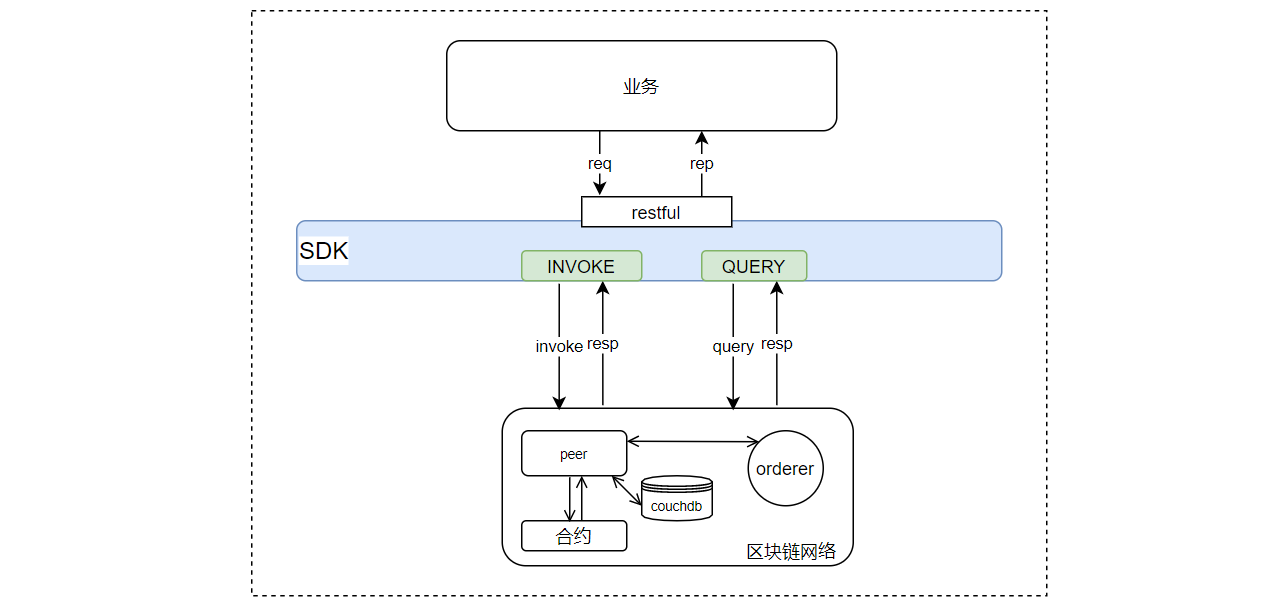 业务
req
rep
restful
SDK
INVOKE
QUERY
invoke
resp
query
resp
peer
orderer
couchdb
合约
区块链网络